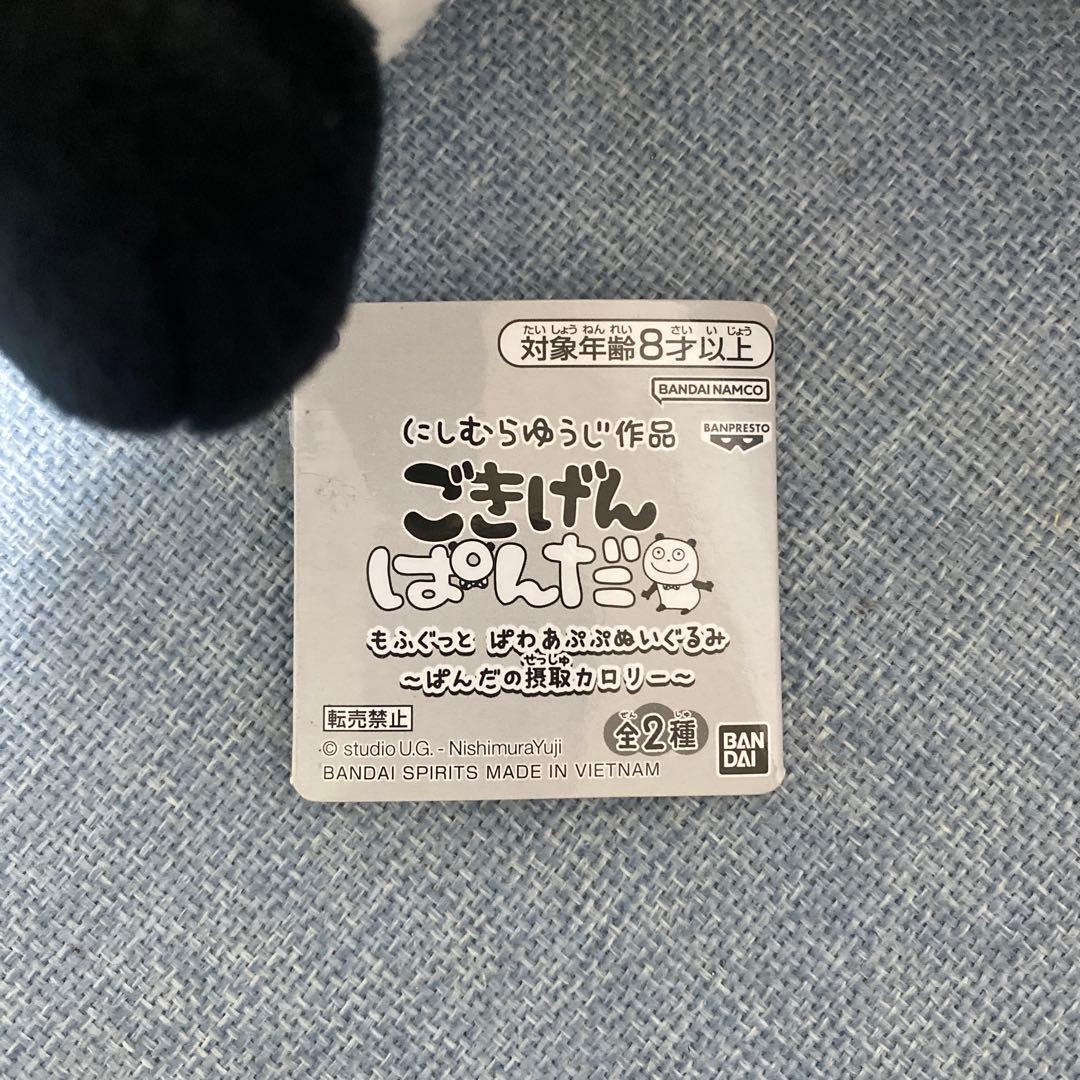 たいしょうねんれい さいいじょう
対象年齢8才以上
BANDAI NAMCO
BANPRESTO
にしむらゆうじ作品
ごきげん
ぱんだ
もふぐっと ぱわあぷぷぬいぐるみ
せっしゅ
～ぱんだの摂取カロリー～
転売禁止
ぜん しゅ
全2種
BAN
DAI
© studio U.G. - NishimuraYuji
BANDAI SPIRITS MADE IN VIETNAM